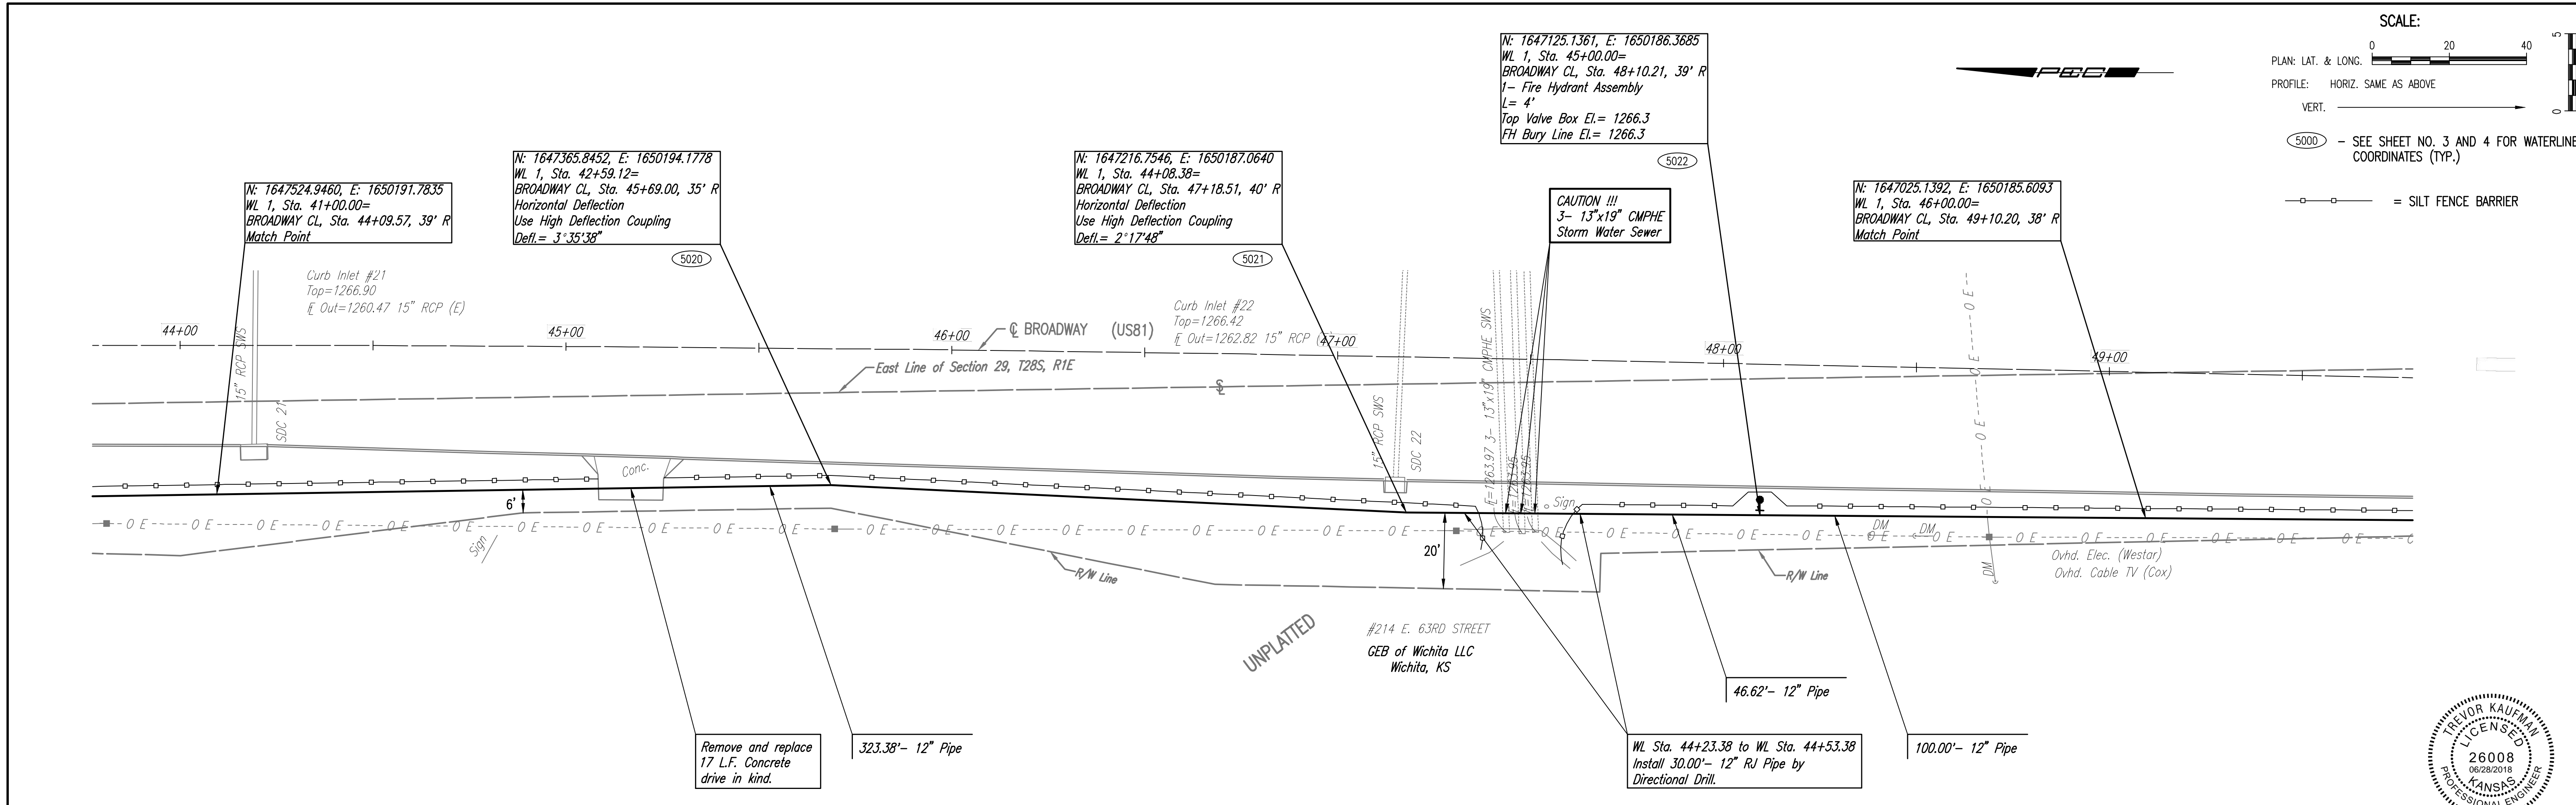 SCALE:
0 20 40
PLAN: LAT. & LONG.
PROFILE: HORIZ. SAME AS ABOVE
VERT.
5
0
5000 – SEE SHEET NO. 3 AND 4 FOR WATERLINE
COORDINATES (TYP.)
= SILT FENCE BARRIER
PEC
N: 1647524.9460, E: 1650191.7835
WL 1, Sta. 41+00.00=
BROADWAY CL, Sta. 44+09.57, 39' R
Match Point
N: 1647365.8452, E: 1650194.1778
WL 1, Sta. 42+59.12=
BROADWAY CL, Sta. 45+69.00, 35' R
Horizontal Deflection
Use High Deflection Coupling
Defl.= 3°35'38"
5020
N: 1647216.7546, E: 1650187.0640
WL 1, Sta. 44+08.38=
BROADWAY CL, Sta. 47+18.51, 40' R
Horizontal Deflection
Use High Deflection Coupling
Defl.= 2°17'48"
5021
N: 1647125.1361, E: 1650186.3685
WL 1, Sta. 45+00.00=
BROADWAY CL, Sta. 48+10.21, 39' R
1– Fire Hydrant Assembly
L= 4'
Top Valve Box El.= 1266.3
FH Bury Line El.= 1266.3
5022
CAUTION !!!
3– 13"x19" CMPHE
Storm Water Sewer
N: 1647025.1392, E: 1650185.6093
WL 1, Sta. 46+00.00=
BROADWAY CL, Sta. 49+10.20, 38' R
Match Point
Curb Inlet #21
Top=1266.90
FL Out=1260.47 15" RCP (E)
Curb Inlet #22
Top=1266.42
FL Out=1262.82 15" RCP
44+00
45+00
46+00
47+00
48+00
49+00
CL BROADWAY (US81)
East Line of Section 29, T28S, R1E
15" RCP SWS
SDC 21
15" RCP SWS
SDC 22
FL=1263.97 3– 13"x19" CMPHE SWS
Conc.
6'
20'
Sign
Sign
O E O E O E O E
DM
DM
DM
R/W Line
R/W Line
Ovhd. Elec. (Westar)
Ovhd. Cable TV (Cox)
UNPLATTED
#214 E. 63RD STREET
GEB of Wichita LLC
Wichita, KS
Remove and replace
17 L.F. Concrete
drive in kind.
323.38'– 12" Pipe
46.62'– 12" Pipe
WL Sta. 44+23.38 to WL Sta. 44+53.38
Install 30.00'– 12" RJ Pipe by
Directional Drill.
100.00'– 12" Pipe
TREVOR KAUFMAN
LICENSED
26008
06/28/2018
KANSAS
PROFESSIONAL ENGINEER